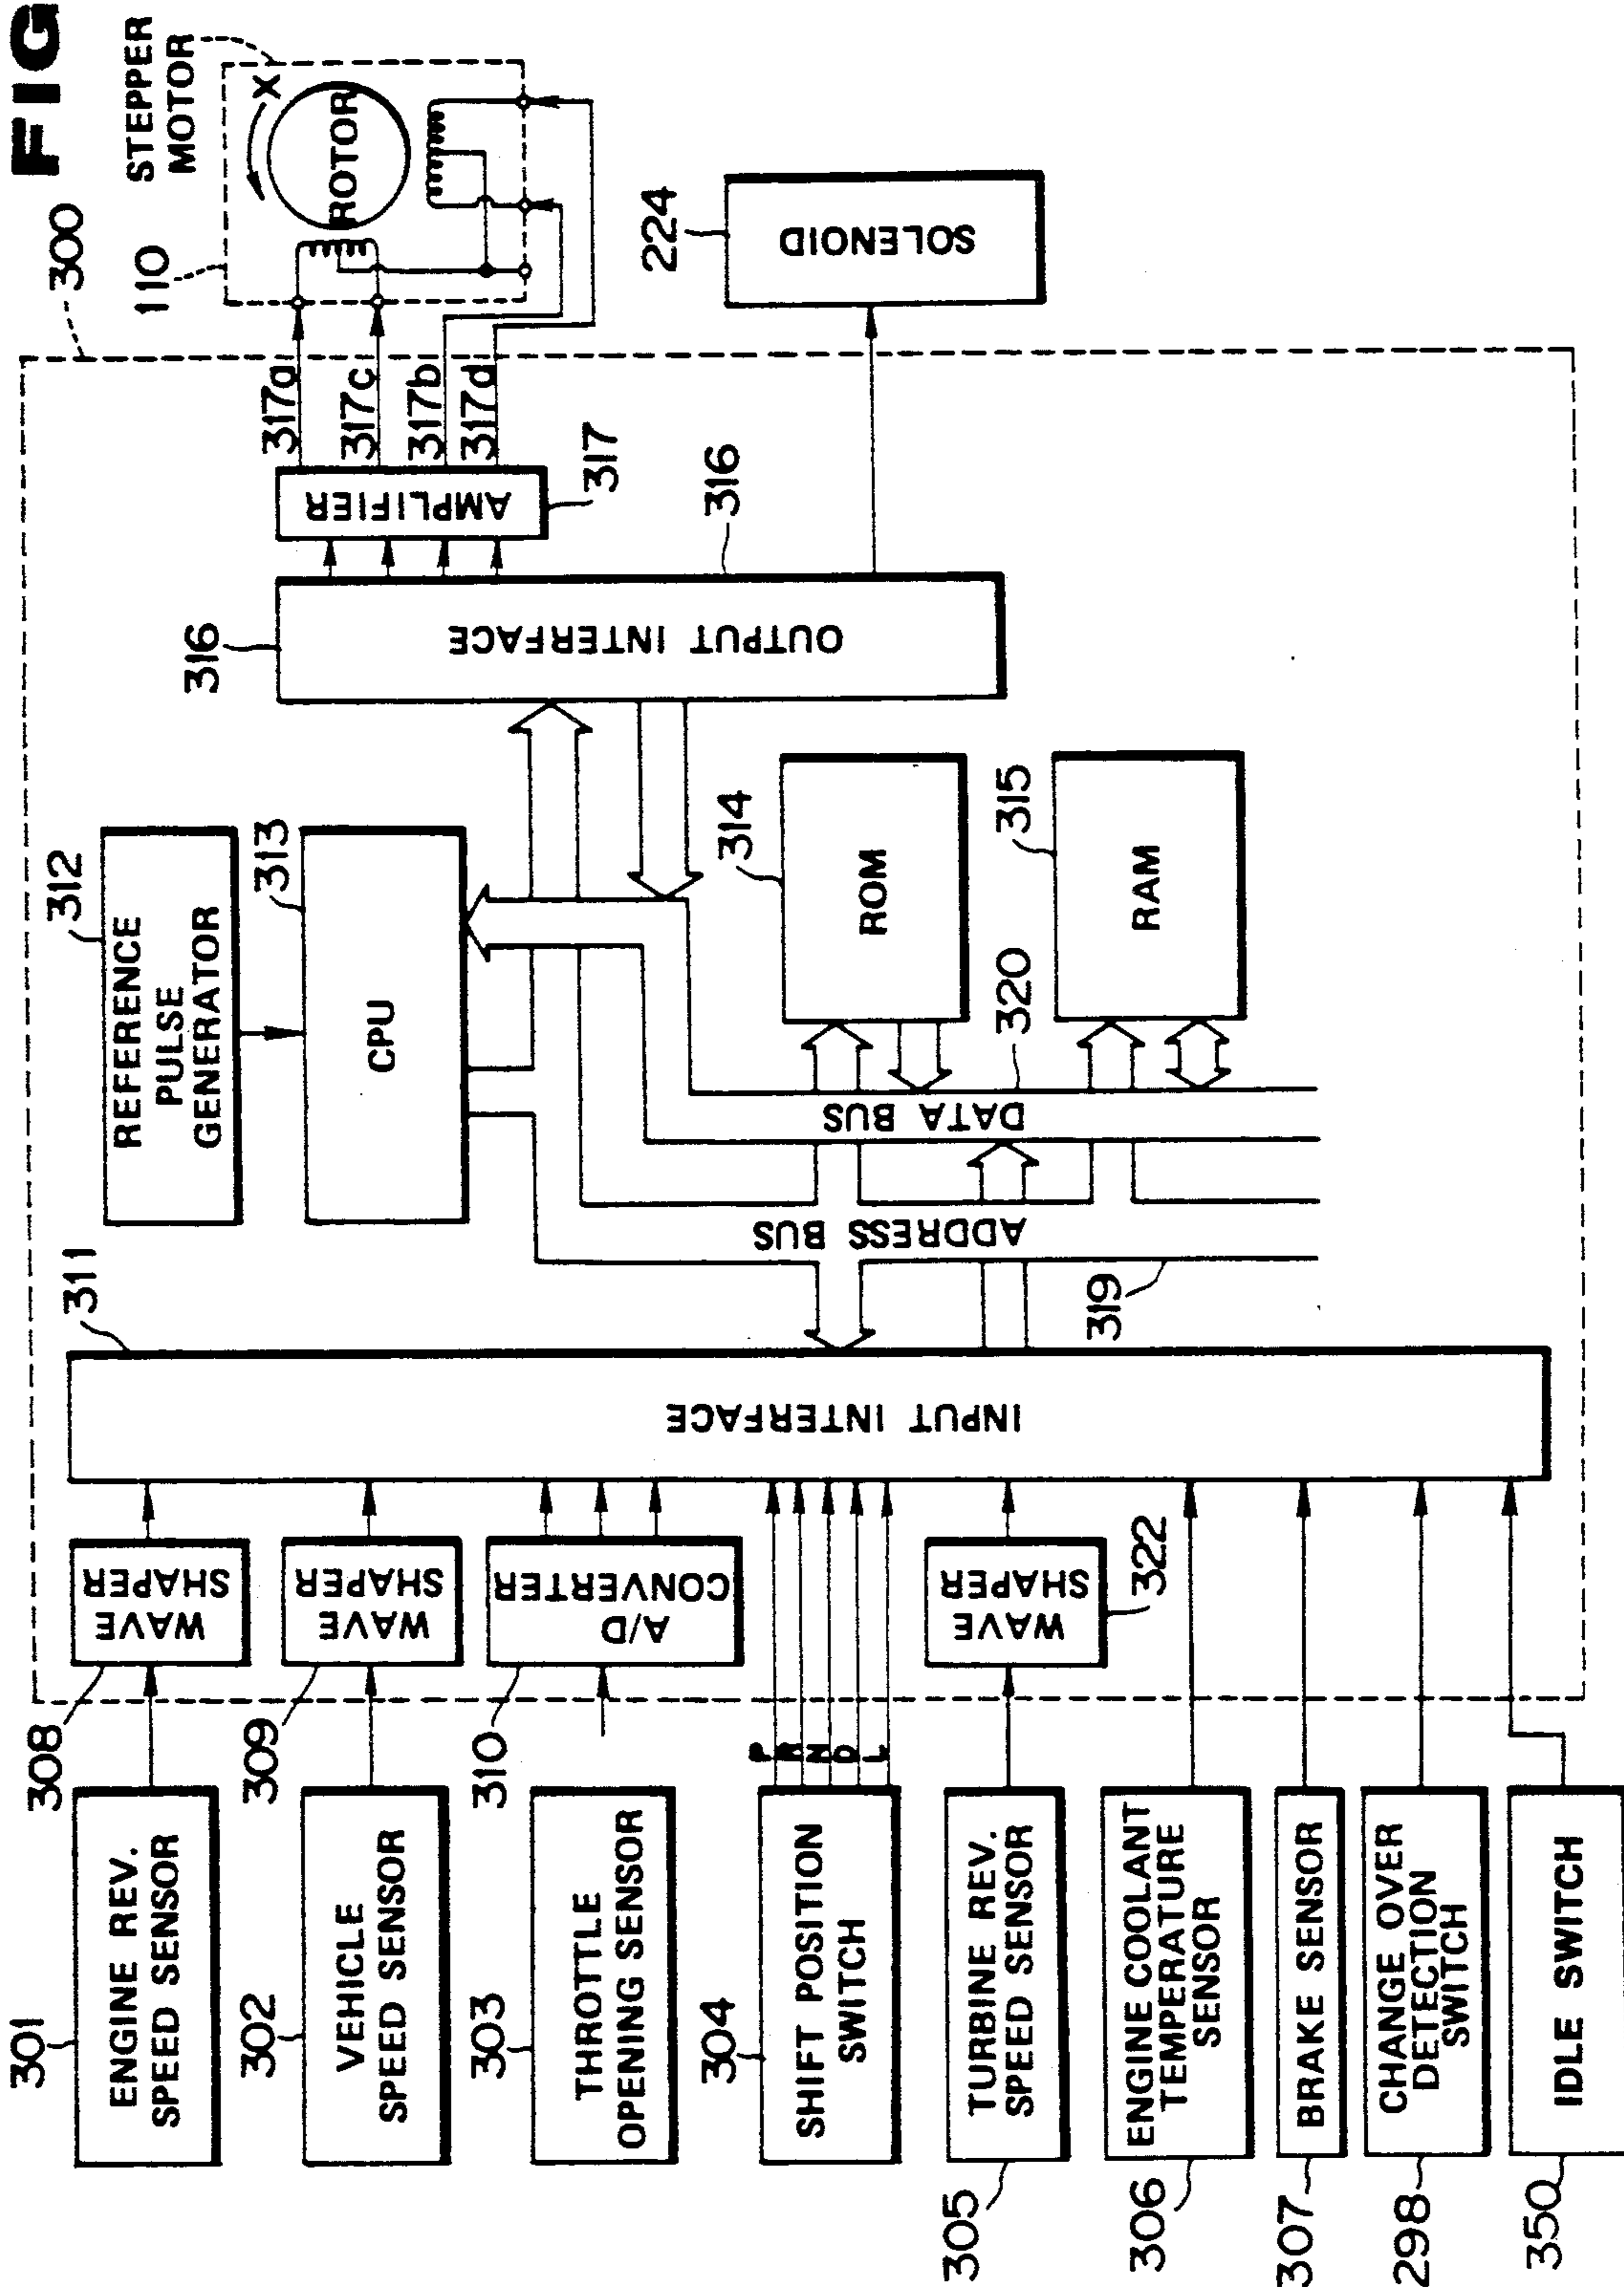 FIG
301
ENGINE REV.
SPEED SENSOR
302
VEHICLE
SPEED SENSOR
303
THROTTLE
OPENING SENSOR
304
SHIFT POSITION
SWITCH
305
TURBINE REV.
SPEED SENSOR
306
ENGINE COOLANT
TEMPERATURE
SENSOR
307
BRAKE SENSOR
298
CHANGE OVER
DETECTION
SWITCH
350
IDLE SWITCH
308
WAVE
SHAPER
309
WAVE
SHAPER
310
A/D
CONVERTER
P
R
N
D
L
WAVE
SHAPER
322
311
INPUT INTERFACE
312
REFERENCE
PULSE
GENERATOR
313
CPU
ADDRESS BUS
319
DATA BUS
320
314
ROM
315
RAM
316
OUTPUT INTERFACE
316
AMPLIFIER
317
317a
317c
317b
317d
300
110
STEPPER
MOTOR
X
ROTOR
224
SOLENOID